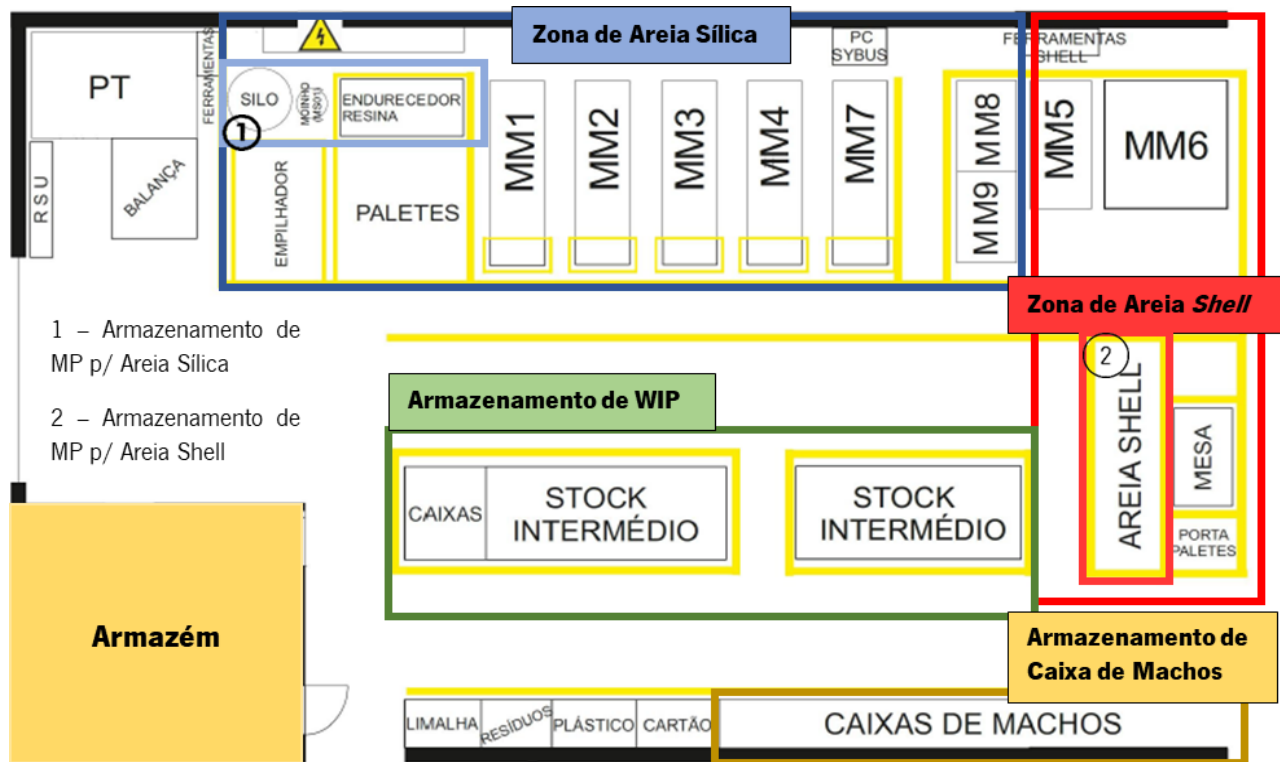 Zona de Areia Sílica
PC
SYBUS
FERRAMENTAS
SHELL
PT
FERRAMENTAS
SILO
MOINHO
(MS01)
ENDURECEDOR
RESINA
1
MM1
MM2
MM3
MM4
MM7
MM8
MM9
MM5
MM6
RSU
BALANÇA
EMPILHADOR
PALETES
Zona de Areia Shell
1 – Armazenamento de
MP p/ Areia Sílica
2 – Armazenamento de
MP p/ Areia Shell
2
AREIA SHELL
Armazenamento de WIP
MESA
CAIXAS
STOCK
INTERMÉDIO
STOCK
INTERMÉDIO
PORTA
PALETES
Armazém
Armazenamento de
Caixa de Machos
LIMALHA
RESÍDUOS
PLÁSTICO
CARTÃO
CAIXAS DE MACHOS